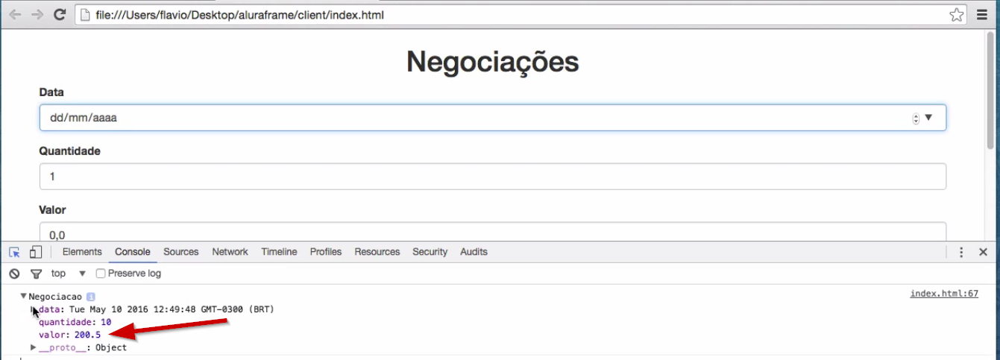 file:///Users/flavio/Desktop/aluraframe/client/index.html
Negociações
Data
dd/mm/aaaa
Quantidade
1
Valor
0,0
Elements Console Sources Network Timeline Profiles Resources Security Audits
top Preserve log
Negociacao i index.html:67
data: Tue May 10 2016 12:49:48 GMT-0300 (BRT)
quantidade: 10
valor: 200.5
__proto__: Object